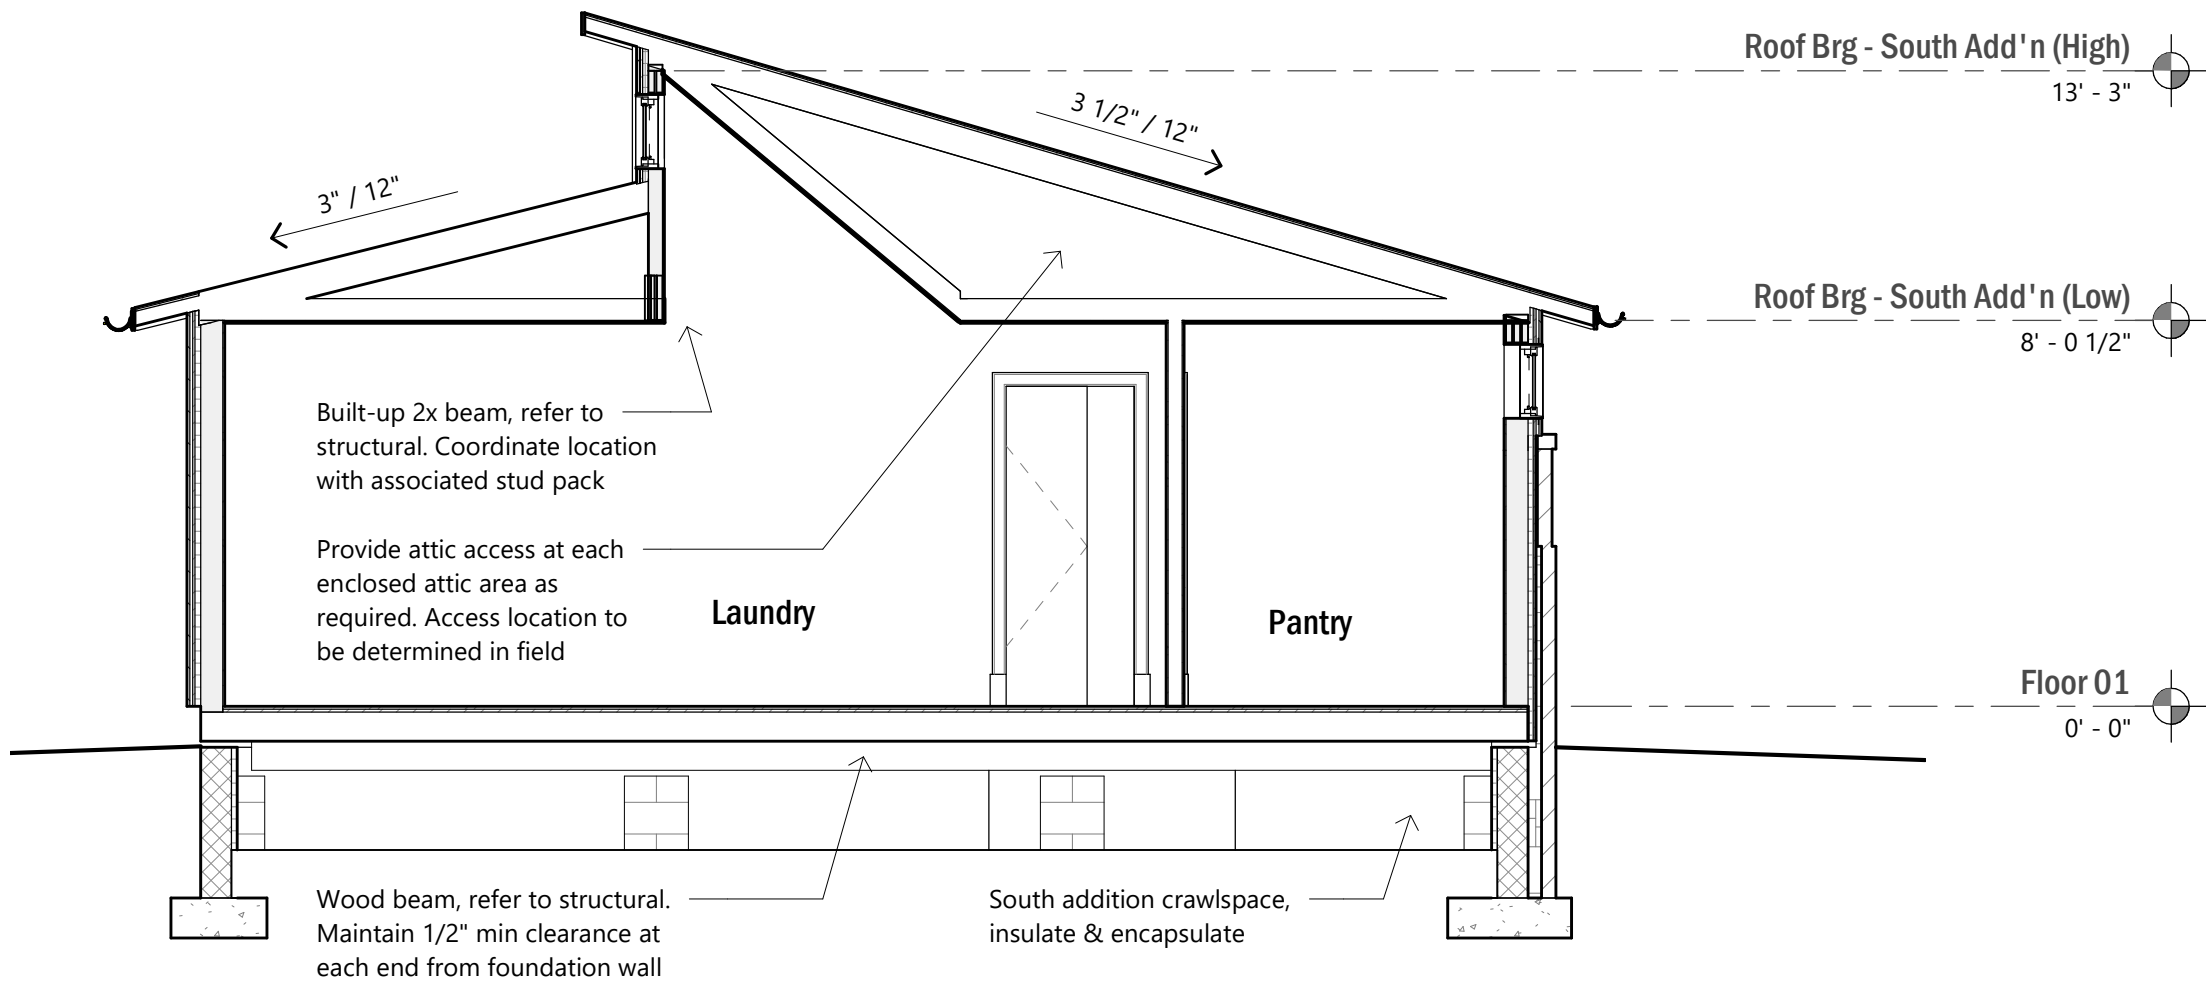 Roof Brg - South Add'n (High)
13' - 3"
3 1/2" / 12"
3" / 12"
Roof Brg - South Add'n (Low)
8' - 0 1/2"
Built-up 2x beam, refer to
structural. Coordinate location
with associated stud pack
Provide attic access at each
enclosed attic area as
required. Access location to
be determined in field
Laundry
Pantry
Floor 01
0' - 0"
Wood beam, refer to structural.
Maintain 1/2" min clearance at
each end from foundation wall
South addition crawlspace,
insulate & encapsulate